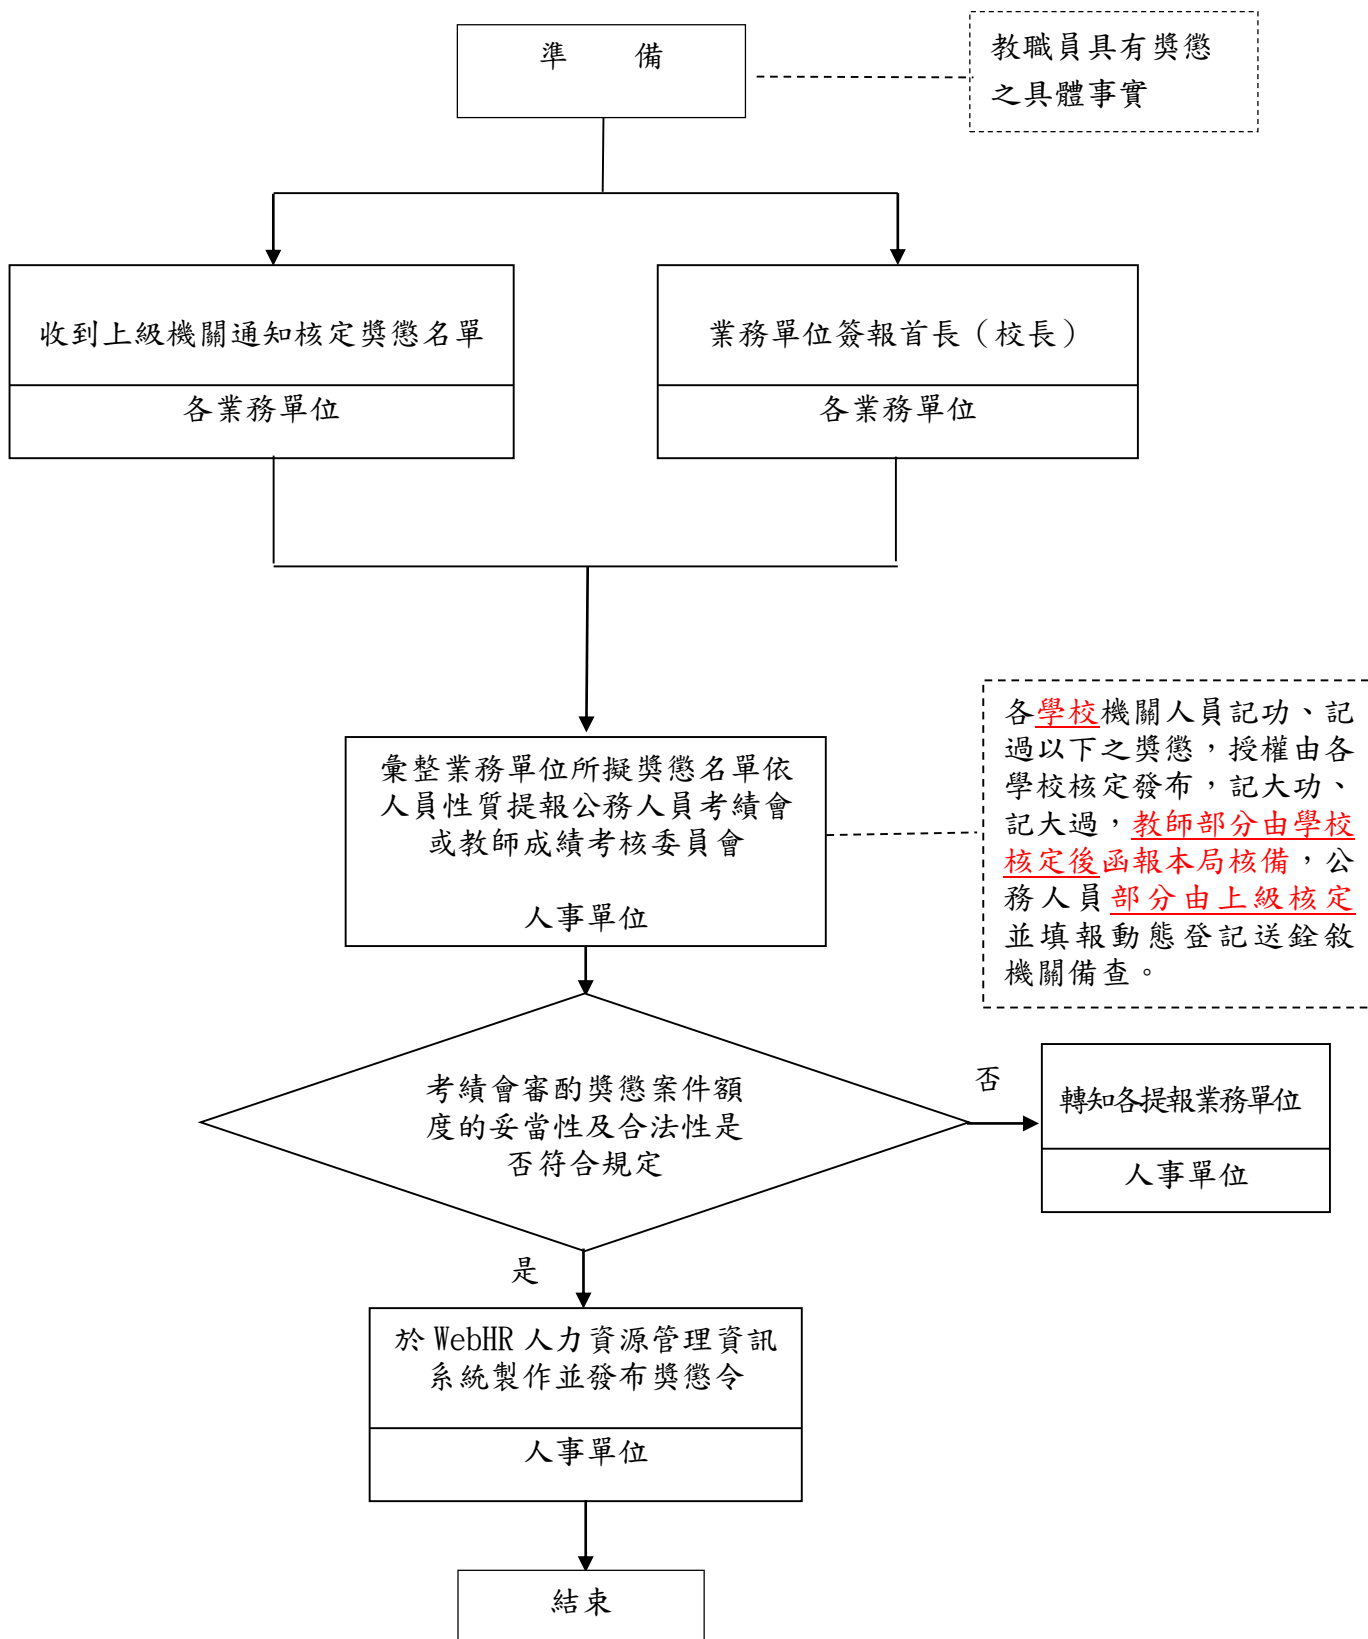 準　　備
教職員具有獎懲
之具體事實
收到上級機關通知核定獎懲名單
各業務單位
業務單位簽報首長（校長）
各業務單位
彙整業務單位所擬獎懲名單依
人員性質提報公務人員考績會
或教師成績考核委員會
人事單位
各學校機關人員記功、記
過以下之獎懲，授權由各
學校核定發布，記大功、
記大過，教師部分由學校
核定後函報本局核備，公
務人員部分由上級核定
並填報動態登記送銓敘
機關備查。
考績會審酌獎懲案件額
度的妥當性及合法性是
否符合規定
否
轉知各提報業務單位
人事單位
是
於 WebHR 人力資源管理資訊
系統製作並發布獎懲令
人事單位
結束